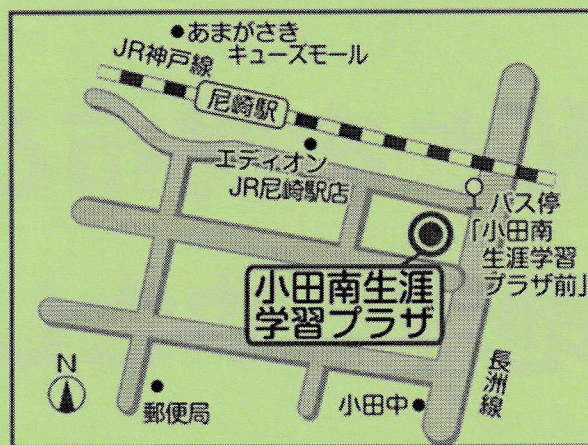 あまがさき
キューズモール
JR神戸線
尼崎駅
エディオン
JR尼崎駅店
バス停
「小田南
生涯学習
プラザ前」
小田南生涯
学習プラザ
長洲線
N
郵便局
小田中